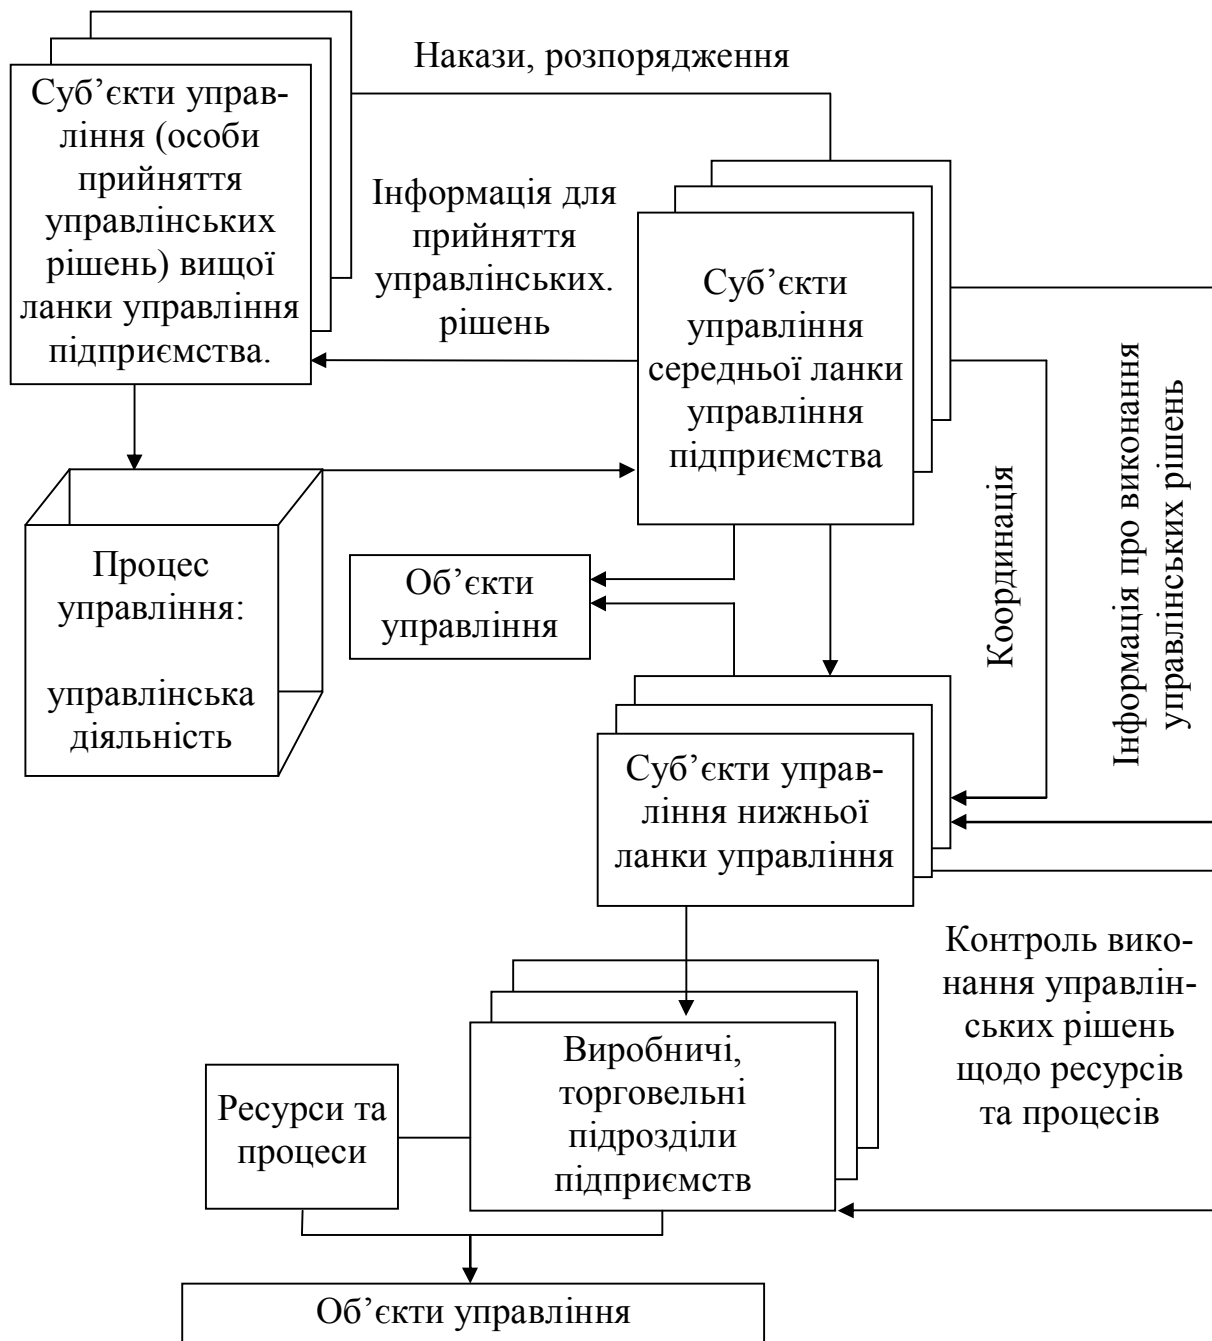 Накази, розпорядження
Суб’єкти управ-
ління (особи
прийняття
управлінських
рішень) вищої
ланки управління
підприємства.
Інформація для
прийняття
управлінських.
рішень
Суб’єкти
управління
середньої ланки
управління
підприємства
Координація
Інформація про виконання
управлінських рішень
Процес
управління:
управлінська
діяльність
Об’єкти
управління
Суб’єкти управ-
ління нижньої
ланки управління
Контроль вико-
нання управлін-
ських рішень
щодо ресурсів
та процесів
Виробничі,
торговельні
підрозділи
підприємств
Ресурси та
процеси
Об’єкти управління